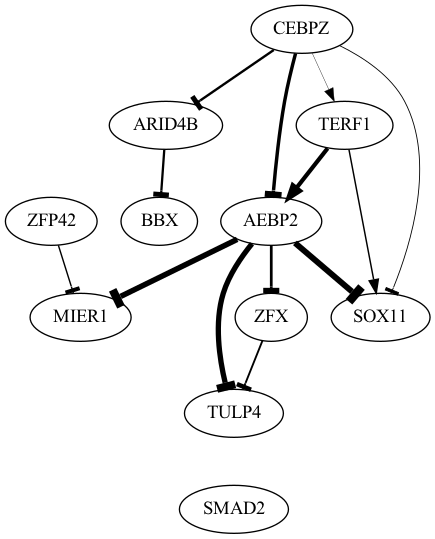 CEBPZ
ARID4B
TERF1
ZFP42
BBX
AEBP2
MIER1
ZFX
SOX11
TULP4
SMAD2